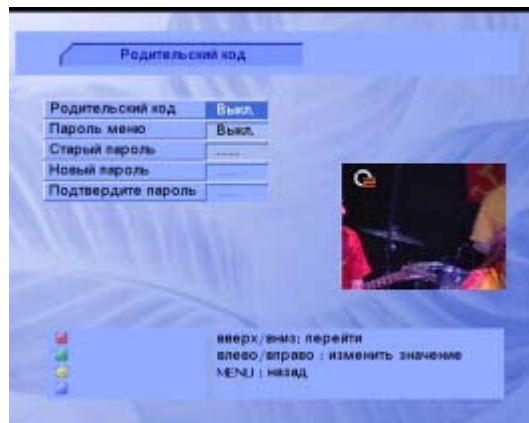 Родительский код
Родительский код Выкл.
Пароль меню Выкл.
Старый пароль ......
Новый пароль
Подтвердите пароль
вверх/вниз: перейти
влево/вправо : изменить значение
MENU : назад